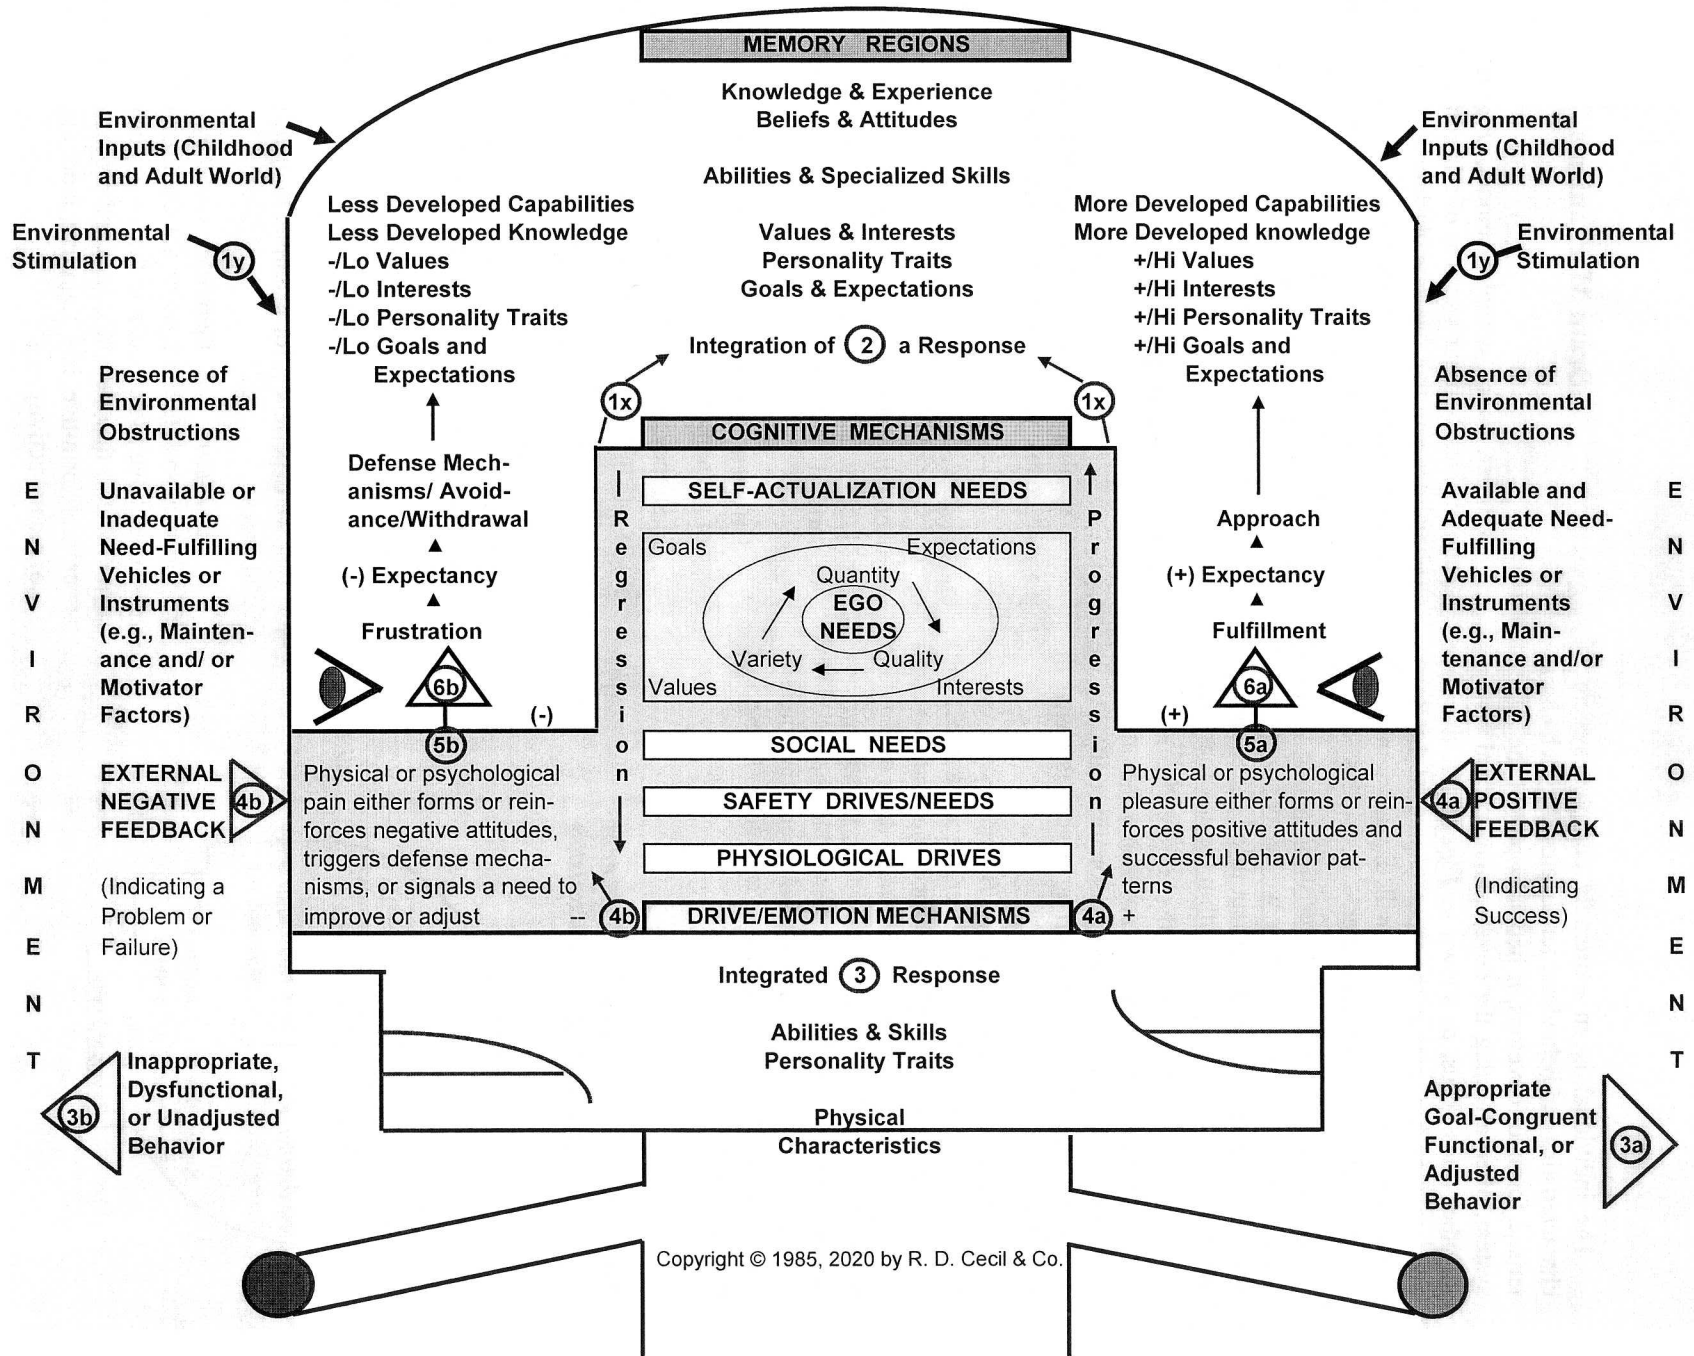 MEMORY REGIONS
Knowledge & Experience
Beliefs & Attitudes
Abilities & Specialized Skills
Values & Interests
Personality Traits
Goals & Expectations
Integration of 2 a Response
Environmental
Inputs (Childhood
and Adult World)
Environmental
Stimulation
1y
Less Developed Capabilities
Less Developed Knowledge
-/Lo Values
-/Lo Interests
-/Lo Personality Traits
-/Lo Goals and
Expectations
Defense Mech-
anisms/ Avoid-
ance/Withdrawal
(-) Expectancy
Frustration
6b
5b
(-)
Environmental
Inputs (Childhood
and Adult World)
Environmental
Stimulation
1y
More Developed Capabilities
More Developed knowledge
+/Hi Values
+/Hi Interests
+/Hi Personality Traits
+/Hi Goals and
Expectations
Approach
(+) Expectancy
Fulfillment
6a
5a
(+)
Presence of
Environmental
Obstructions
Unavailable or
Inadequate
Need-Fulfilling
Vehicles or
Instruments
(e.g., Mainten-
ance and/ or
Motivator
Factors)
EXTERNAL
NEGATIVE
FEEDBACK
4b
(Indicating a
Problem or
Failure)
ENVIRONMENT
1x
1x
COGNITIVE MECHANISMS
Regression
Progression
SELF-ACTUALIZATION NEEDS
Goals
Expectations
Quantity
EGO
NEEDS
Variety
Quality
Values
Interests
SOCIAL NEEDS
SAFETY DRIVES/NEEDS
PHYSIOLOGICAL DRIVES
DRIVE/EMOTION MECHANISMS
Physical or psychological
pain either forms or rein-
forces negative attitudes,
triggers defense mecha-
nisms, or signals a need to
improve or adjust
--
4b
4a
+
Physical or psychological
pleasure either forms or rein-
forces positive attitudes and
successful behavior pat-
terns
Absence of
Environmental
Obstructions
Available and
Adequate Need-
Fulfilling
Vehicles or
Instruments
(e.g., Main-
tenance and/or
Motivator
Factors)
4a
EXTERNAL
POSITIVE
FEEDBACK
(Indicating
Success)
ENVIRONMENT
Integrated 3 Response
Abilities & Skills
Personality Traits
Physical
Characteristics
3b
Inappropriate,
Dysfunctional,
or Unadjusted
Behavior
Appropriate
Goal-Congruent
Functional, or
Adjusted
Behavior
3a
Copyright © 1985, 2020 by R. D. Cecil & Co.